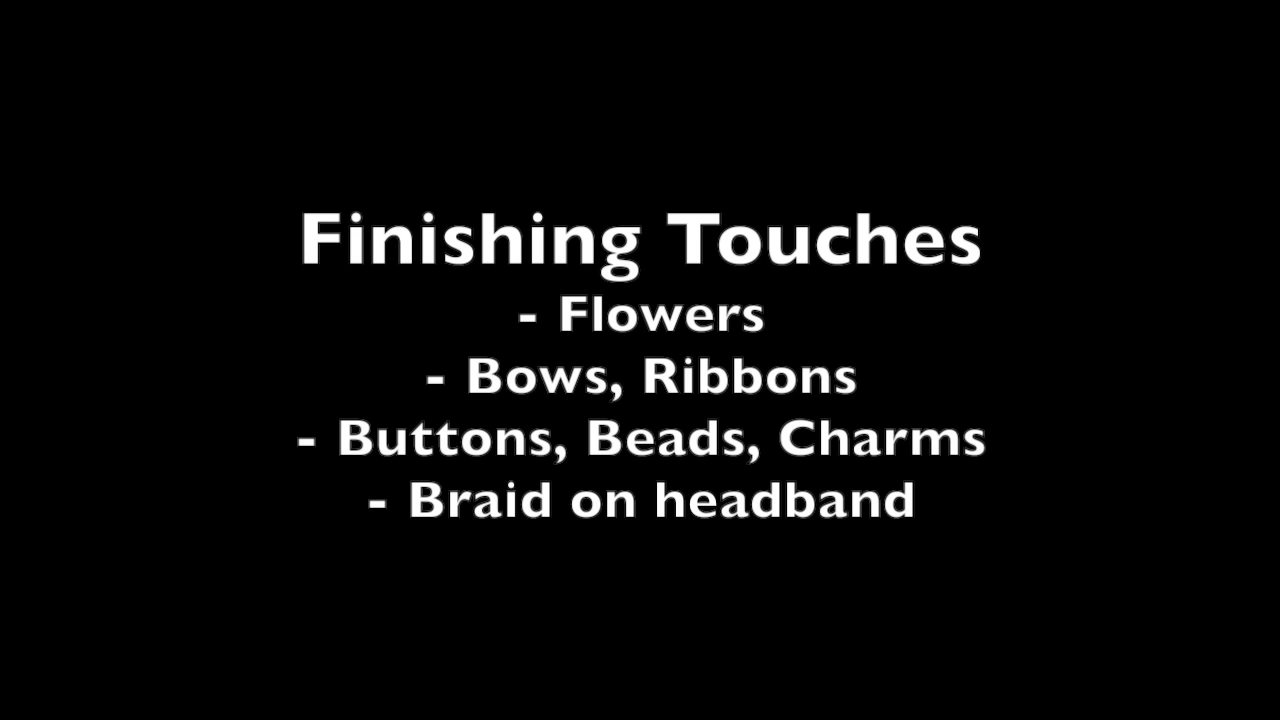 Finishing Touches
- Flowers
- Bows, Ribbons
- Buttons, Beads, Charms
- Braid on headband